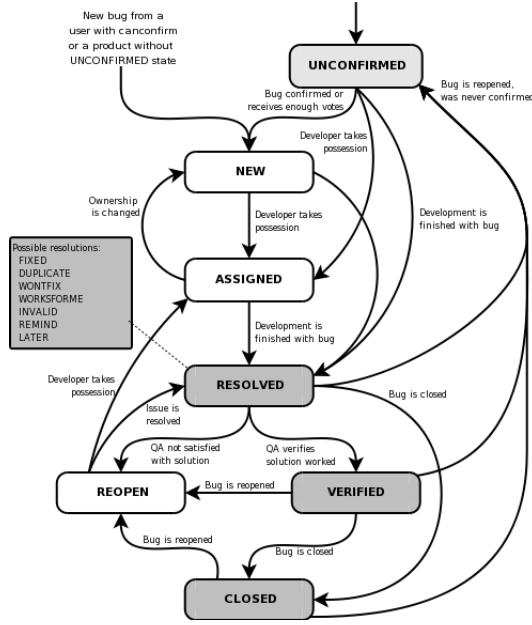 New bug from a
user with canconfirm
or a product without
UNCONFIRMED state
UNCONFIRMED
Bug is reopened,
was never confirmed
Bug confirmed or
receives enough votes
Developer takes
possession
NEW
Ownership
is changed
Developer takes
possession
Development is
finished with bug
Possible resolutions:
FIXED
DUPLICATE
WONTFIX
WORKSFORME
INVALID
REMIND
LATER
ASSIGNED
Development is
finished with bug
Developer takes
possession
RESOLVED
Bug is closed
Issue is
resolved
QA not satisfied
with solution
QA verifies
solution worked
REOPEN
Bug is reopened
VERIFIED
Bug is reopened
Bug is closed
CLOSED